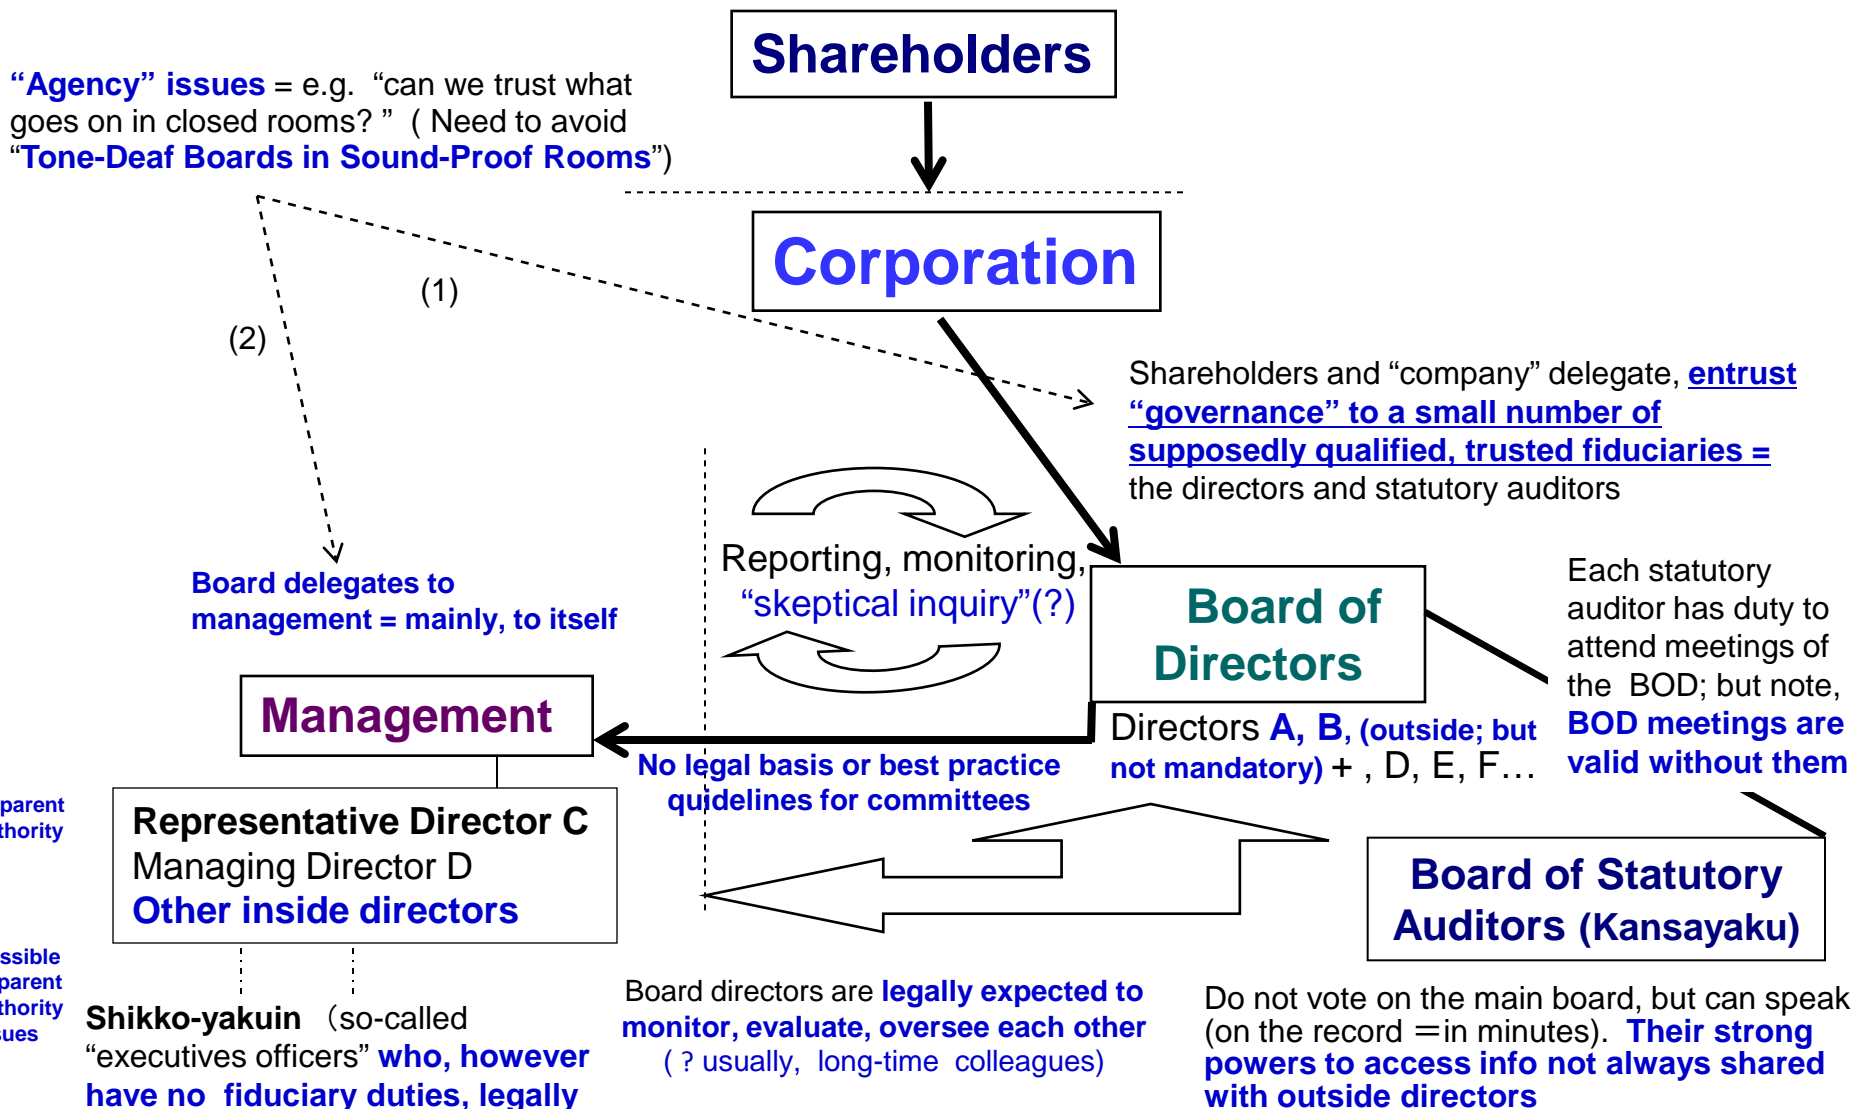 Shareholders
“Agency” issues = e.g. “can we trust what
goes on in closed rooms? ” ( Need to avoid
“Tone-Deaf Boards in Sound-Proof Rooms”)
Corporation
(1)
(2)
Shareholders and “company” delegate, entrust
“governance” to a small number of
supposedly qualified, trusted fiduciaries =
the directors and statutory auditors
Reporting, monitoring,
“skeptical inquiry”(?)
Board delegates to
management = mainly, to itself
Board of
Directors
Each statutory
auditor has duty to
attend meetings of
the BOD; but note,
BOD meetings are
valid without them
Management
Directors A, B, (outside; but
not mandatory) + , D, E, F…
No legal basis or best practice
quidelines for committees
parent
thority
Representative Director C
Managing Director D
Other inside directors
Board of Statutory
Auditors (Kansayaku)
ssible
parent
thority
sues
Shikko-yakuin （so-called
“executives officers” who, however
have no fiduciary duties, legally
Board directors are legally expected to
monitor, evaluate, oversee each other
( ? usually, long-time colleagues)
Do not vote on the main board, but can speak
(on the record ＝in minutes). Their strong
powers to access info not always shared
with outside directors